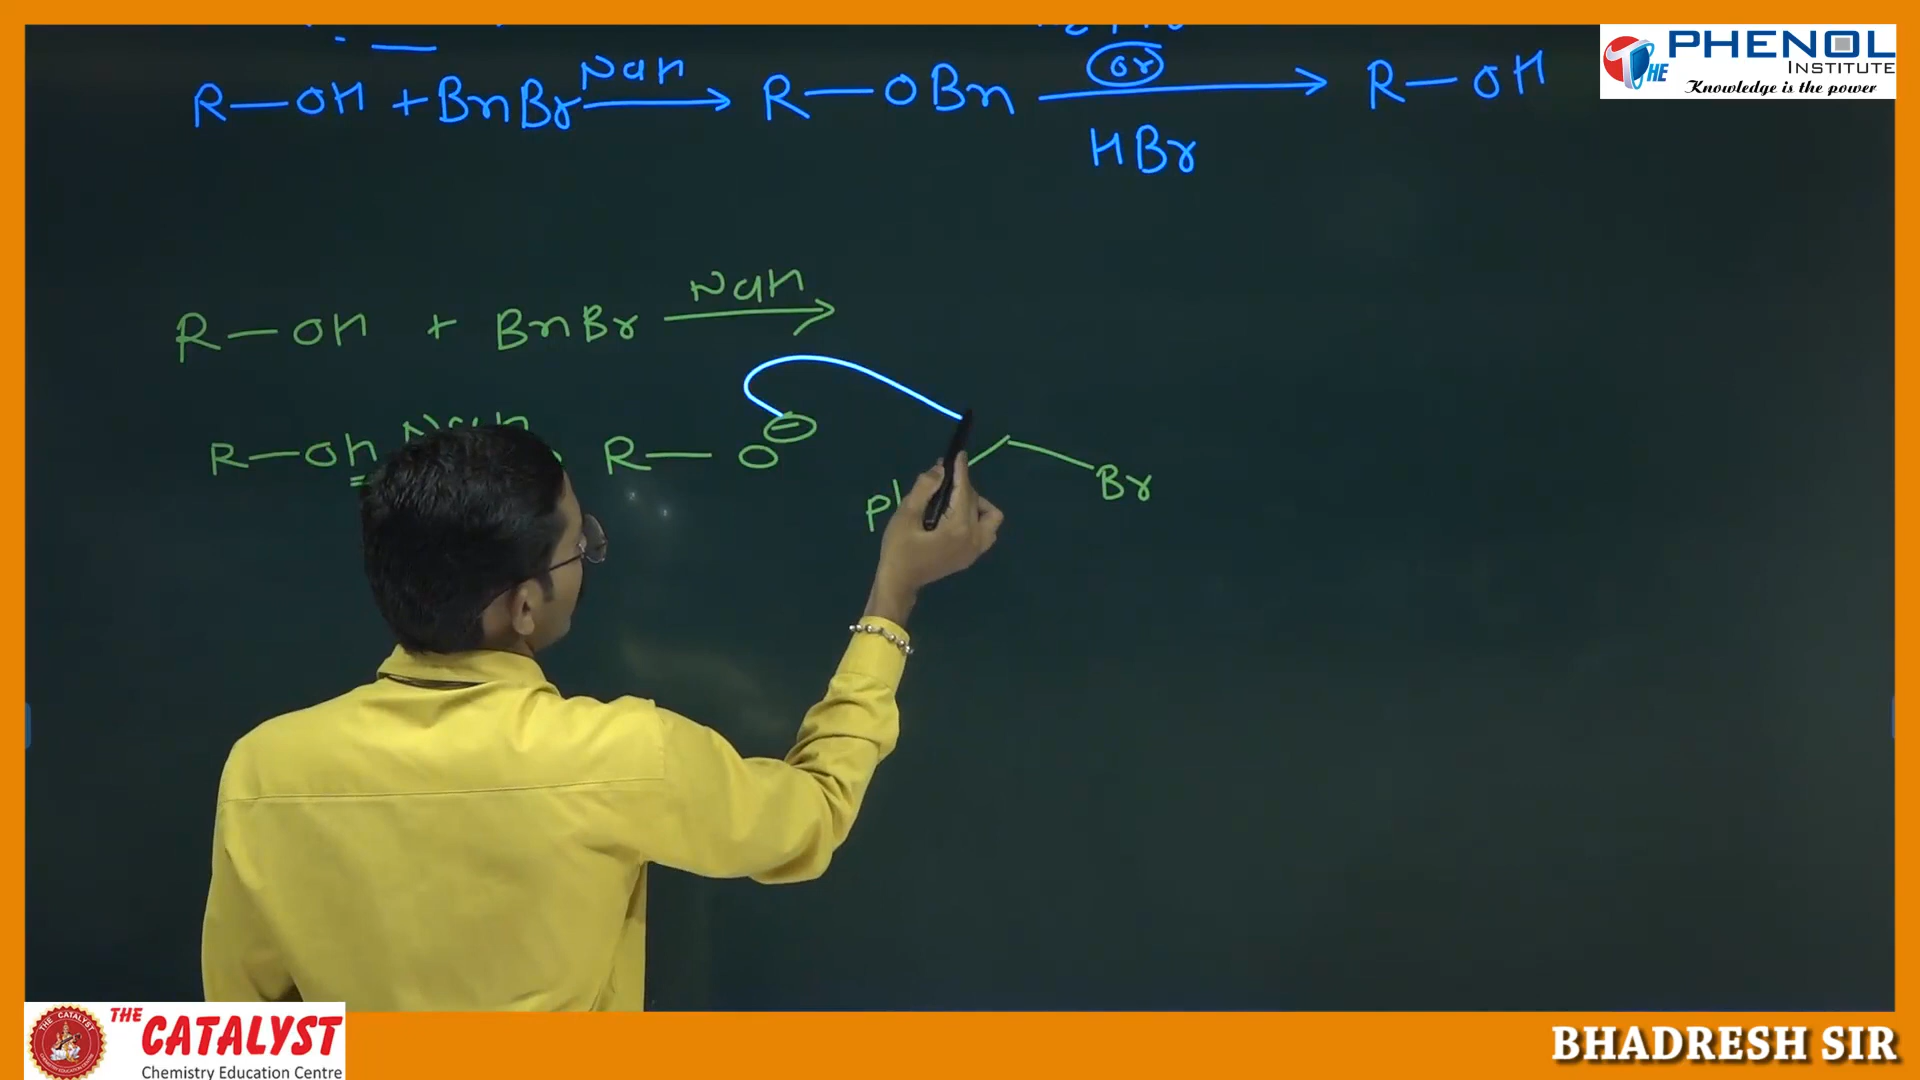 R—OH + BnBr NaH → R—OBn (or) → R—OH
HBr
R—OH + BnBr NaH →
R—Oh R—O⊖
Br
THE PHENOL
INSTITUTE
Knowledge is the power
THE CATALYST
Chemistry Education Centre
BHADRESH SIR